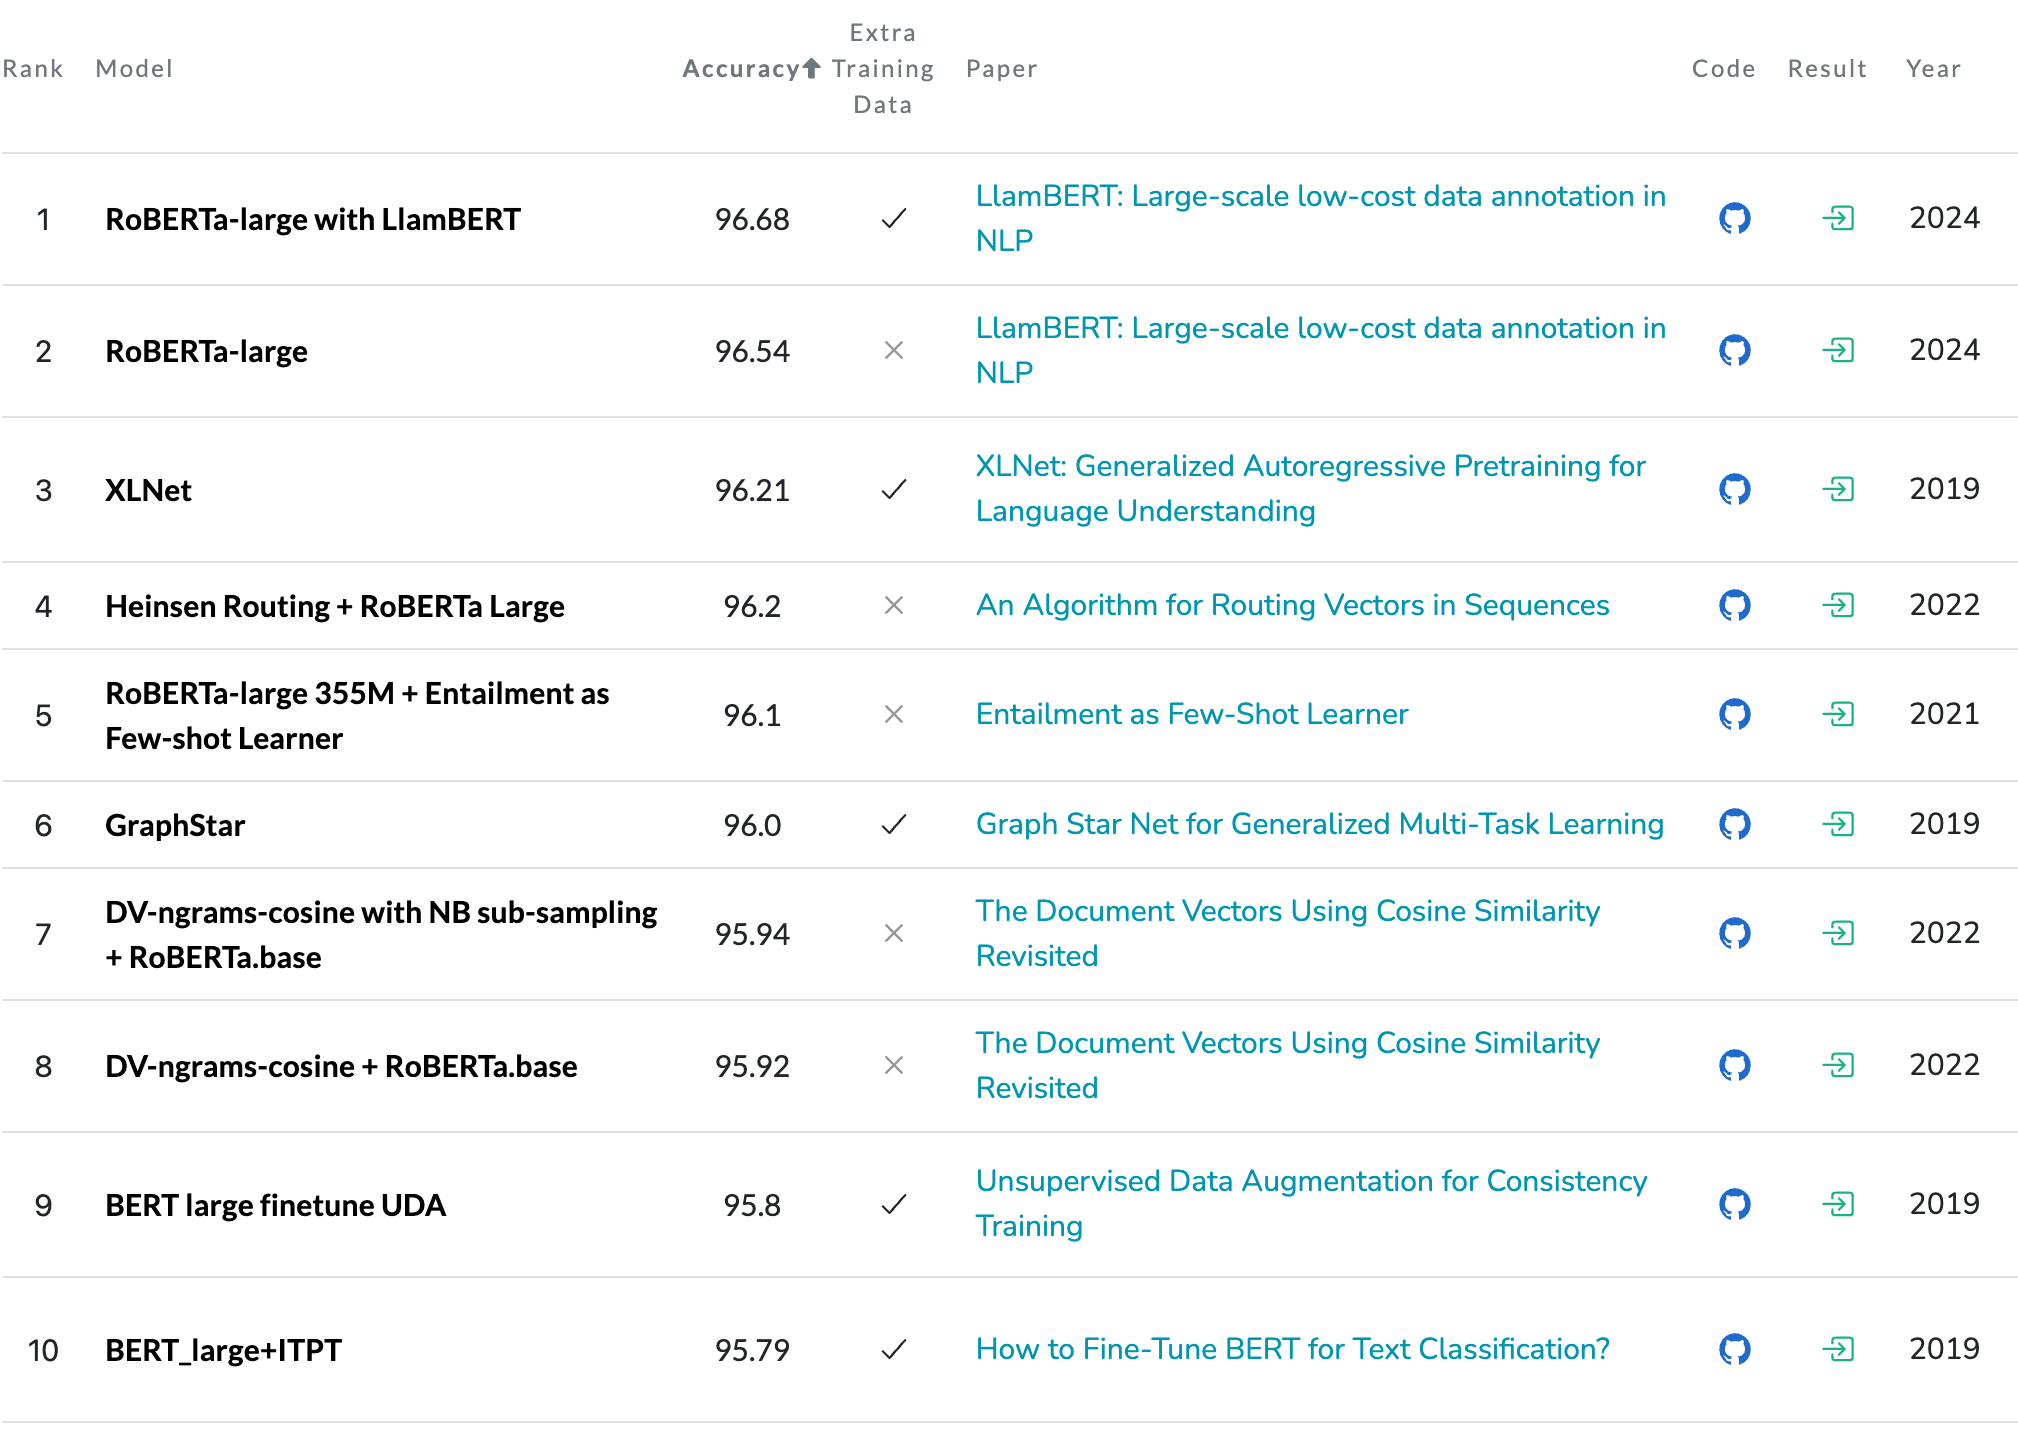 Rank Model Accuracy Extra Training Data Paper Code Result Year
1 RoBERTa-large with LlamBERT 96.68 ✓ LlamBERT: Large-scale low-cost data annotation in
NLP 2024
2 RoBERTa-large 96.54 × LlamBERT: Large-scale low-cost data annotation in
NLP 2024
3 XLNet 96.21 ✓ XLNet: Generalized Autoregressive Pretraining for
Language Understanding 2019
4 Heinsen Routing + RoBERTa Large 96.2 × An Algorithm for Routing Vectors in Sequences 2022
5 RoBERTa-large 355M + Entailment as
Few-shot Learner 96.1 × Entailment as Few-Shot Learner 2021
6 GraphStar 96.0 ✓ Graph Star Net for Generalized Multi-Task Learning 2019
7 DV-ngrams-cosine with NB sub-sampling
+ RoBERTa.base 95.94 × The Document Vectors Using Cosine Similarity
Revisited 2022
8 DV-ngrams-cosine + RoBERTa.base 95.92 × The Document Vectors Using Cosine Similarity
Revisited 2022
9 BERT large finetune UDA 95.8 ✓ Unsupervised Data Augmentation for Consistency
Training 2019
10 BERT_large+ITPT 95.79 ✓ How to Fine-Tune BERT for Text Classification? 2019